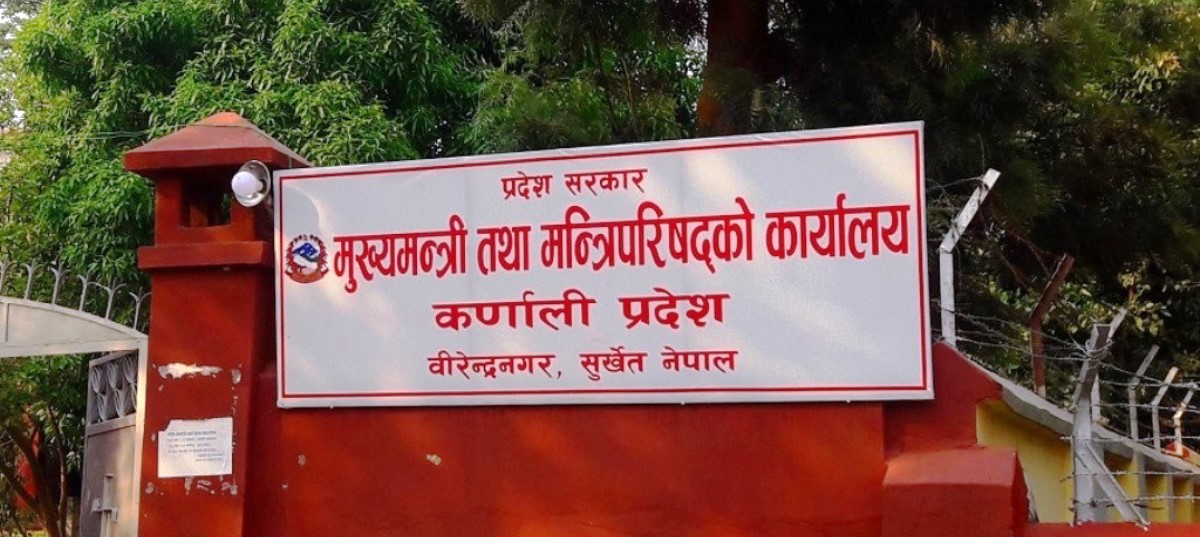 प्रदेश सरकार
मुख्यमन्त्री तथा मन्त्रिपरिषद्को कार्यालय
कर्णाली प्रदेश
वीरेन्द्रनगर, सुर्खेत नेपाल